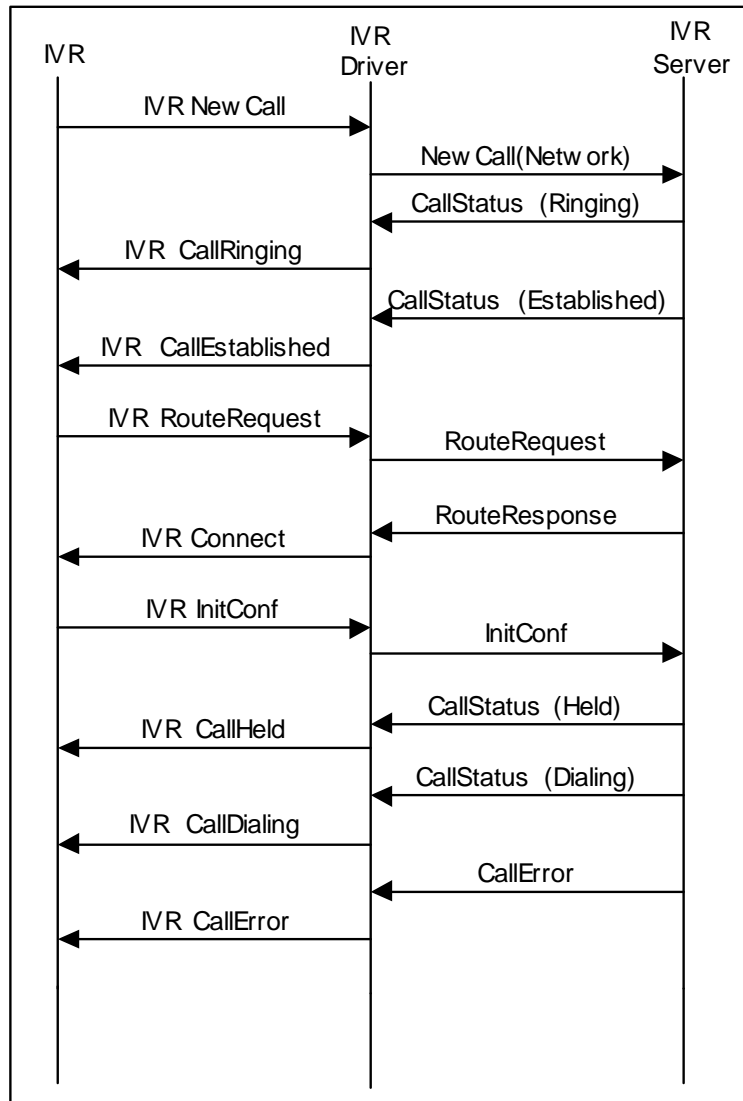 IVR
IVR
Driver
IVR
Server
IVR New Call
New Call(Network)
CallStatus (Ringing)
IVR CallRinging
CallStatus (Established)
IVR CallEstablished
IVR RouteRequest
RouteRequest
RouteResponse
IVR Connect
IVR InitConf
InitConf
CallStatus (Held)
IVR CallHeld
CallStatus (Dialing)
IVR CallDialing
CallError
IVR CallError